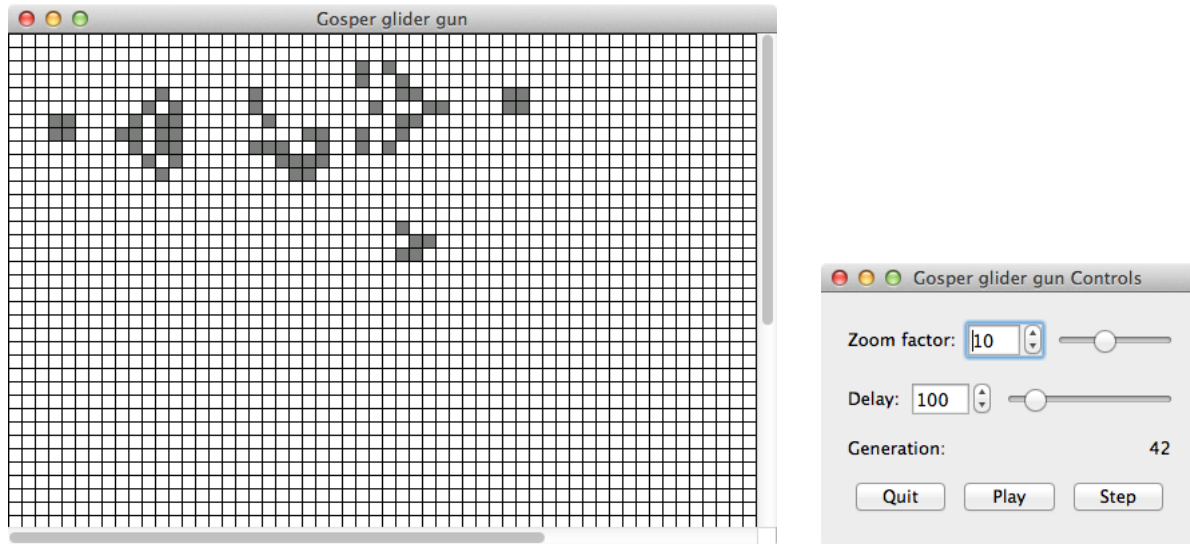 Gosper glider gun
Gosper glider gun Controls
Zoom factor: 10
Delay: 100
Generation: 42
Quit Play Step